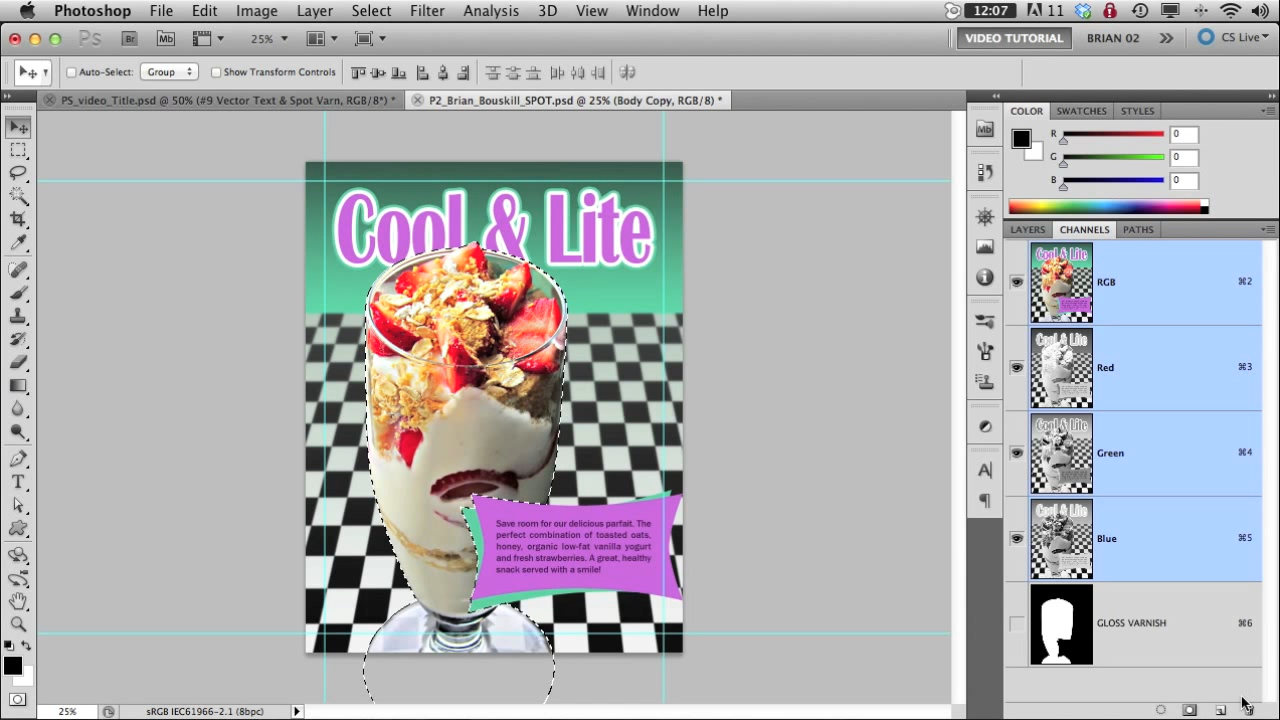 Photoshop File Edit Image Layer Select Filter Analysis 3D View Window Help 12:07 11
Ps Br Mb 25% VIDEO TUTORIAL BRIAN 02 CS Live
Auto-Select: Group Show Transform Controls
PS_video_Title.psd @ 50% (#9 Vector Text & Spot Varn, RGB/8*) * P2_Brian_Bouskill_SPOT.psd @ 25% (Body Copy, RGB/8) *
COLOR SWATCHES STYLES
Mb
R 0
G 0
B 0
LAYERS CHANNELS PATHS
RGB ⌘2
Red ⌘3
Green ⌘4
Blue ⌘5
GLOSS VARNISH ⌘6
Cool & Lite
Save room for our delicious parfait. The
perfect combination of toasted oats,
honey, organic low-fat vanilla yogurt
and fresh strawberries. A great, healthy
snack served with a smile!
25% sRGB IEC61966-2.1 (8bpc)